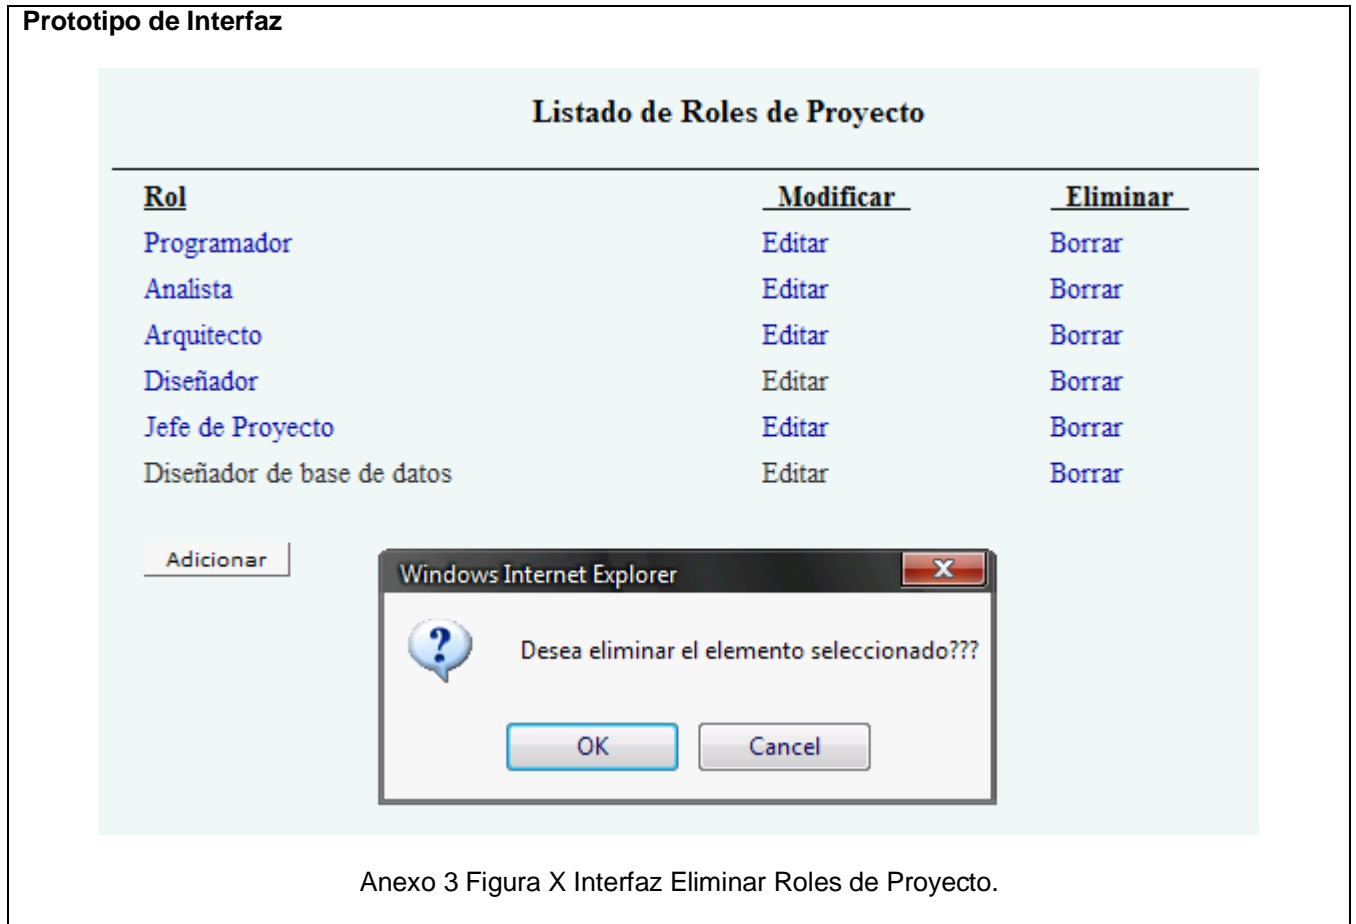 Prototipo de Interfaz
Listado de Roles de Proyecto
Rol Modificar Eliminar
Programador Editar Borrar
Analista Editar Borrar
Arquitecto Editar Borrar
Diseñador Editar Borrar
Jefe de Proyecto Editar Borrar
Diseñador de base de datos Editar Borrar
Adicionar
Windows Internet Explorer
Desea eliminar el elemento seleccionado???
OK Cancel
Anexo 3 Figura X Interfaz Eliminar Roles de Proyecto.